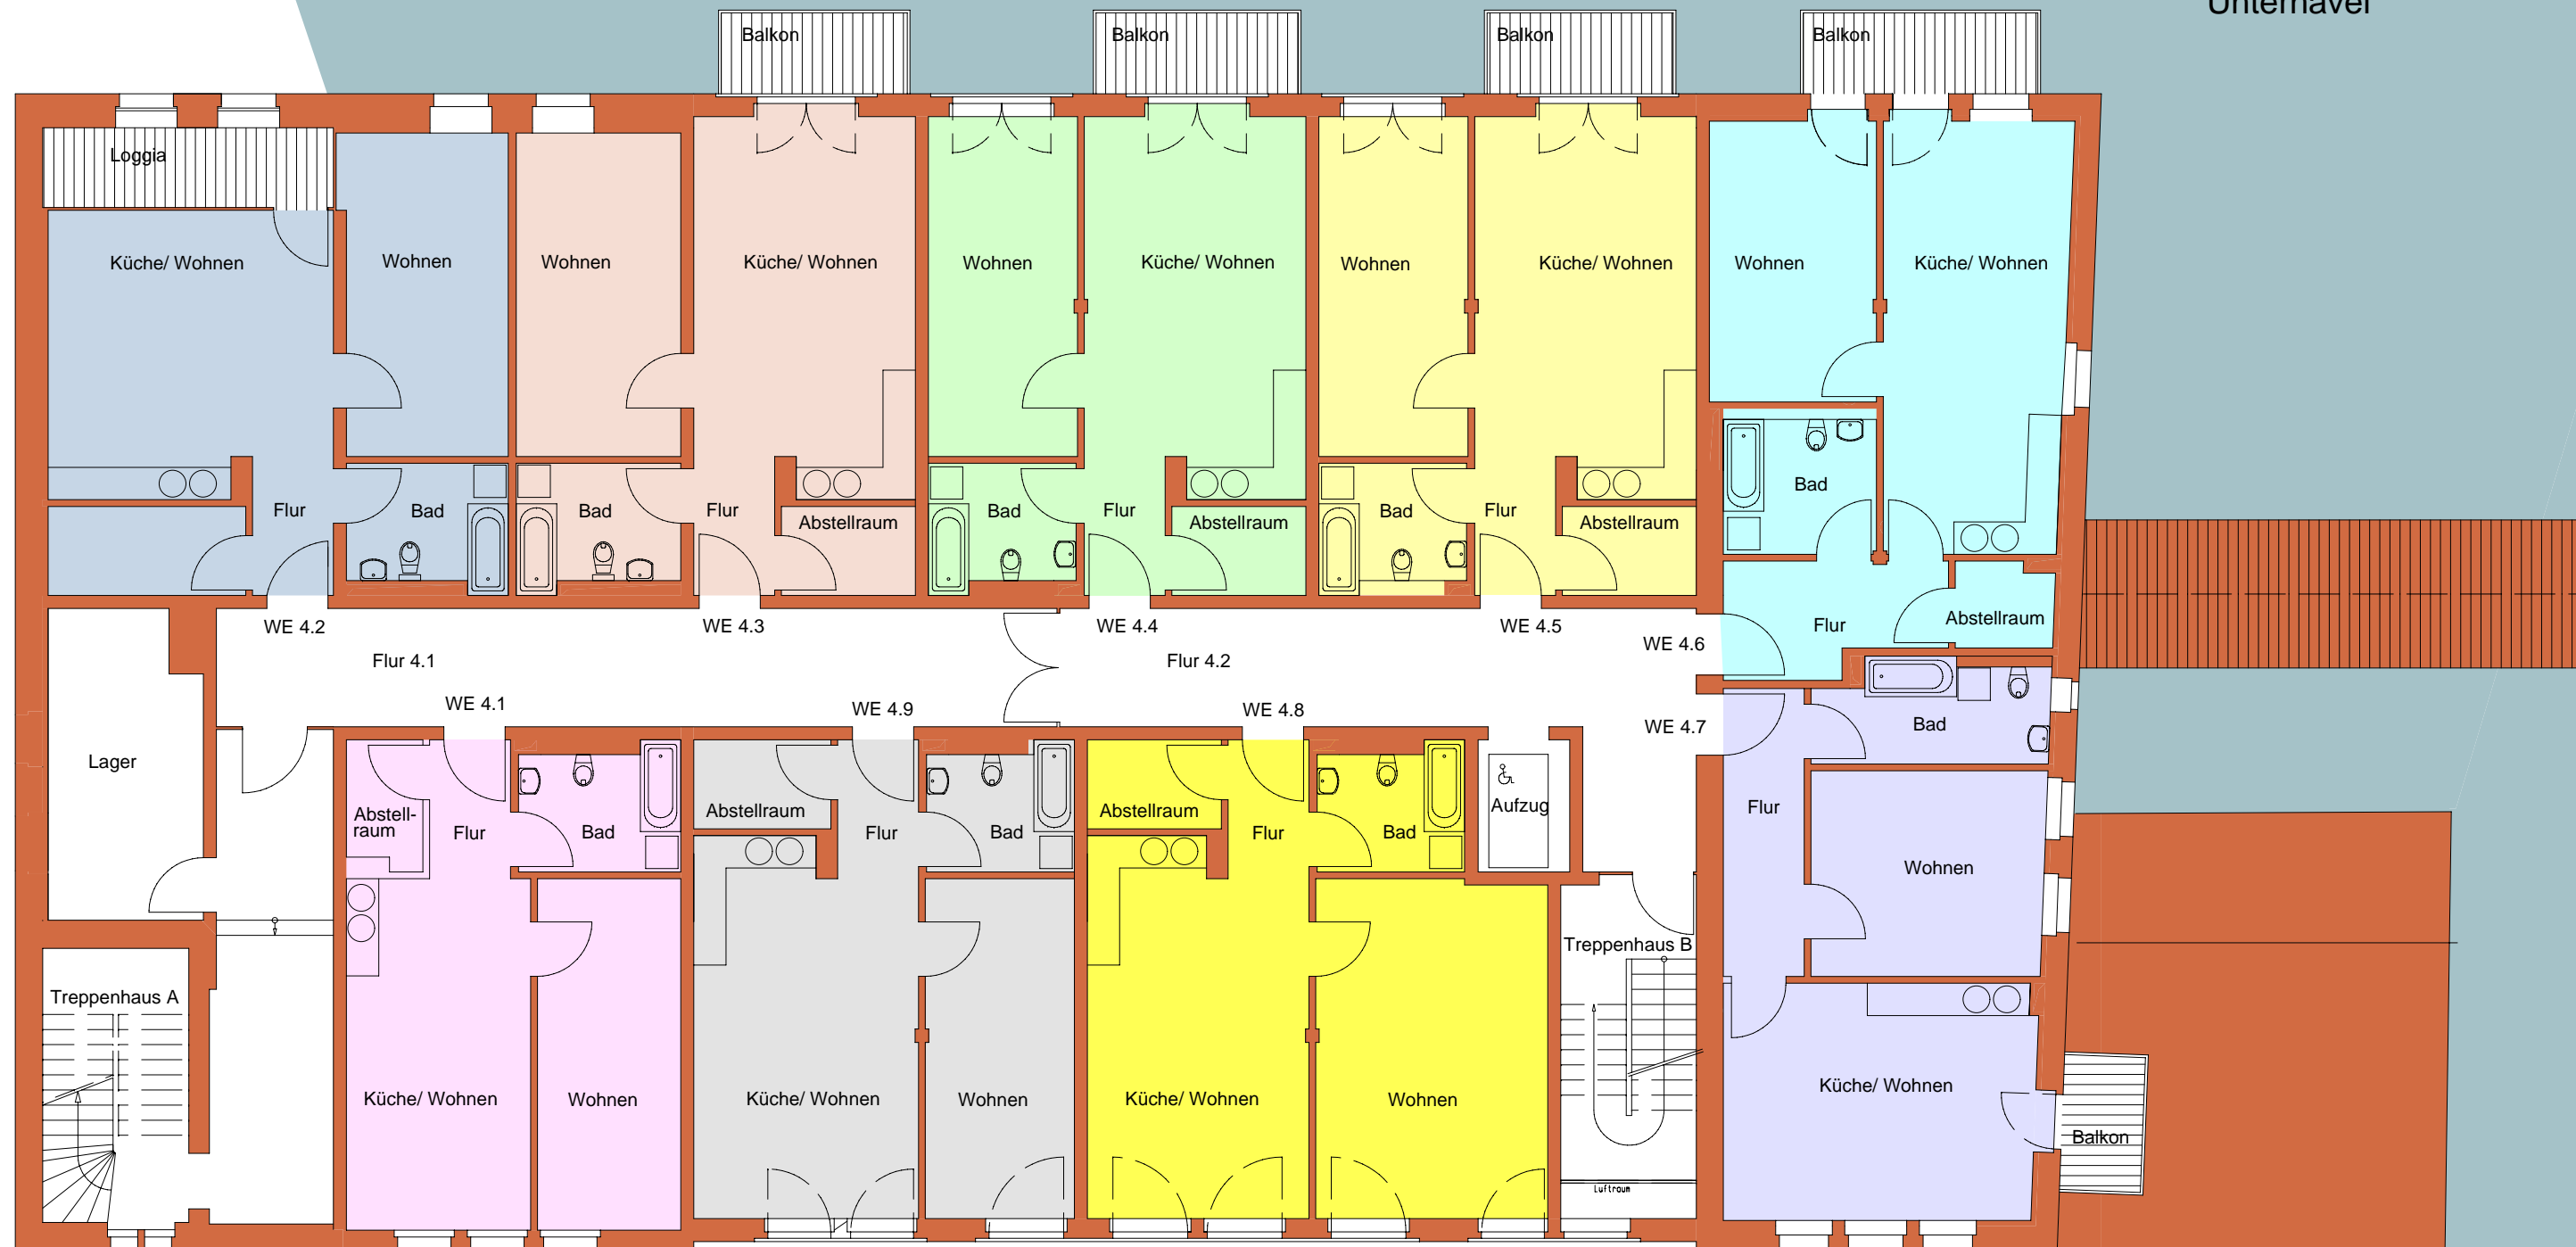 Unterhavel
Balkon
Balkon
Balkon
Balkon
Loggia
Küche/ Wohnen
Wohnen
Wohnen
Küche/ Wohnen
Wohnen
Küche/ Wohnen
Wohnen
Küche/ Wohnen
Wohnen
Küche/ Wohnen
Flur
Bad
Bad
Flur
Abstellraum
Bad
Flur
Abstellraum
Bad
Flur
Abstellraum
Bad
Flur
Abstellraum
WE 4.2
WE 4.3
WE 4.4
WE 4.5
WE 4.6
Flur 4.1
Flur 4.2
WE 4.1
WE 4.9
WE 4.8
WE 4.7
Bad
Lager
Abstell-
raum
Flur
Bad
Abstellraum
Flur
Bad
Abstellraum
Flur
Bad
Aufzug
Flur
Wohnen
Treppenhaus B
Treppenhaus A
Küche/ Wohnen
Wohnen
Küche/ Wohnen
Wohnen
Küche/ Wohnen
Wohnen
Küche/ Wohnen
Balkon
Luftraum